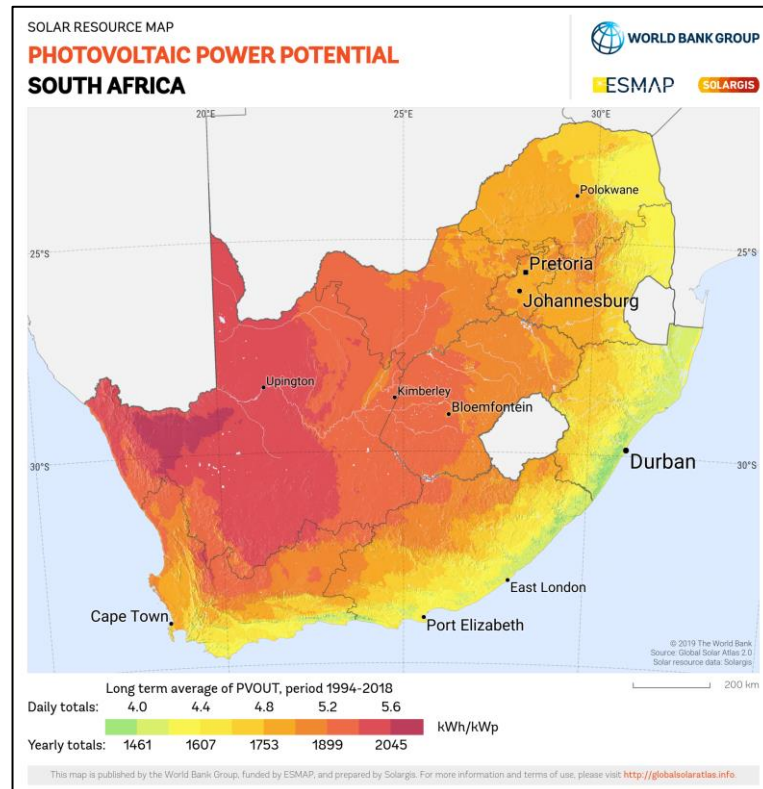 SOLAR RESOURCE MAP
PHOTOVOLTAIC POWER POTENTIAL
SOUTH AFRICA
WORLD BANK GROUP
ESMAP
SOLARGIS
20°E 25°E 30°E
Polokwane
25°S 25°S
Pretoria
Johannesburg
Upington
Kimberley
Bloemfontein
30°S 30°S
Durban
East London
Cape Town
Port Elizabeth
© 2019 The World Bank
Source: Global Solar Atlas 2.0
Solar resource data: Solargis
200 km
Long term average of PVOUT, period 1994-2018
Daily totals: 4.0 4.4 4.8 5.2 5.6
kWh/kWp
Yearly totals: 1461 1607 1753 1899 2045
This map is published by the World Bank Group, funded by ESMAP, and prepared by Solargis. For more information and terms of use, please visit http://globalsolaratlas.info.